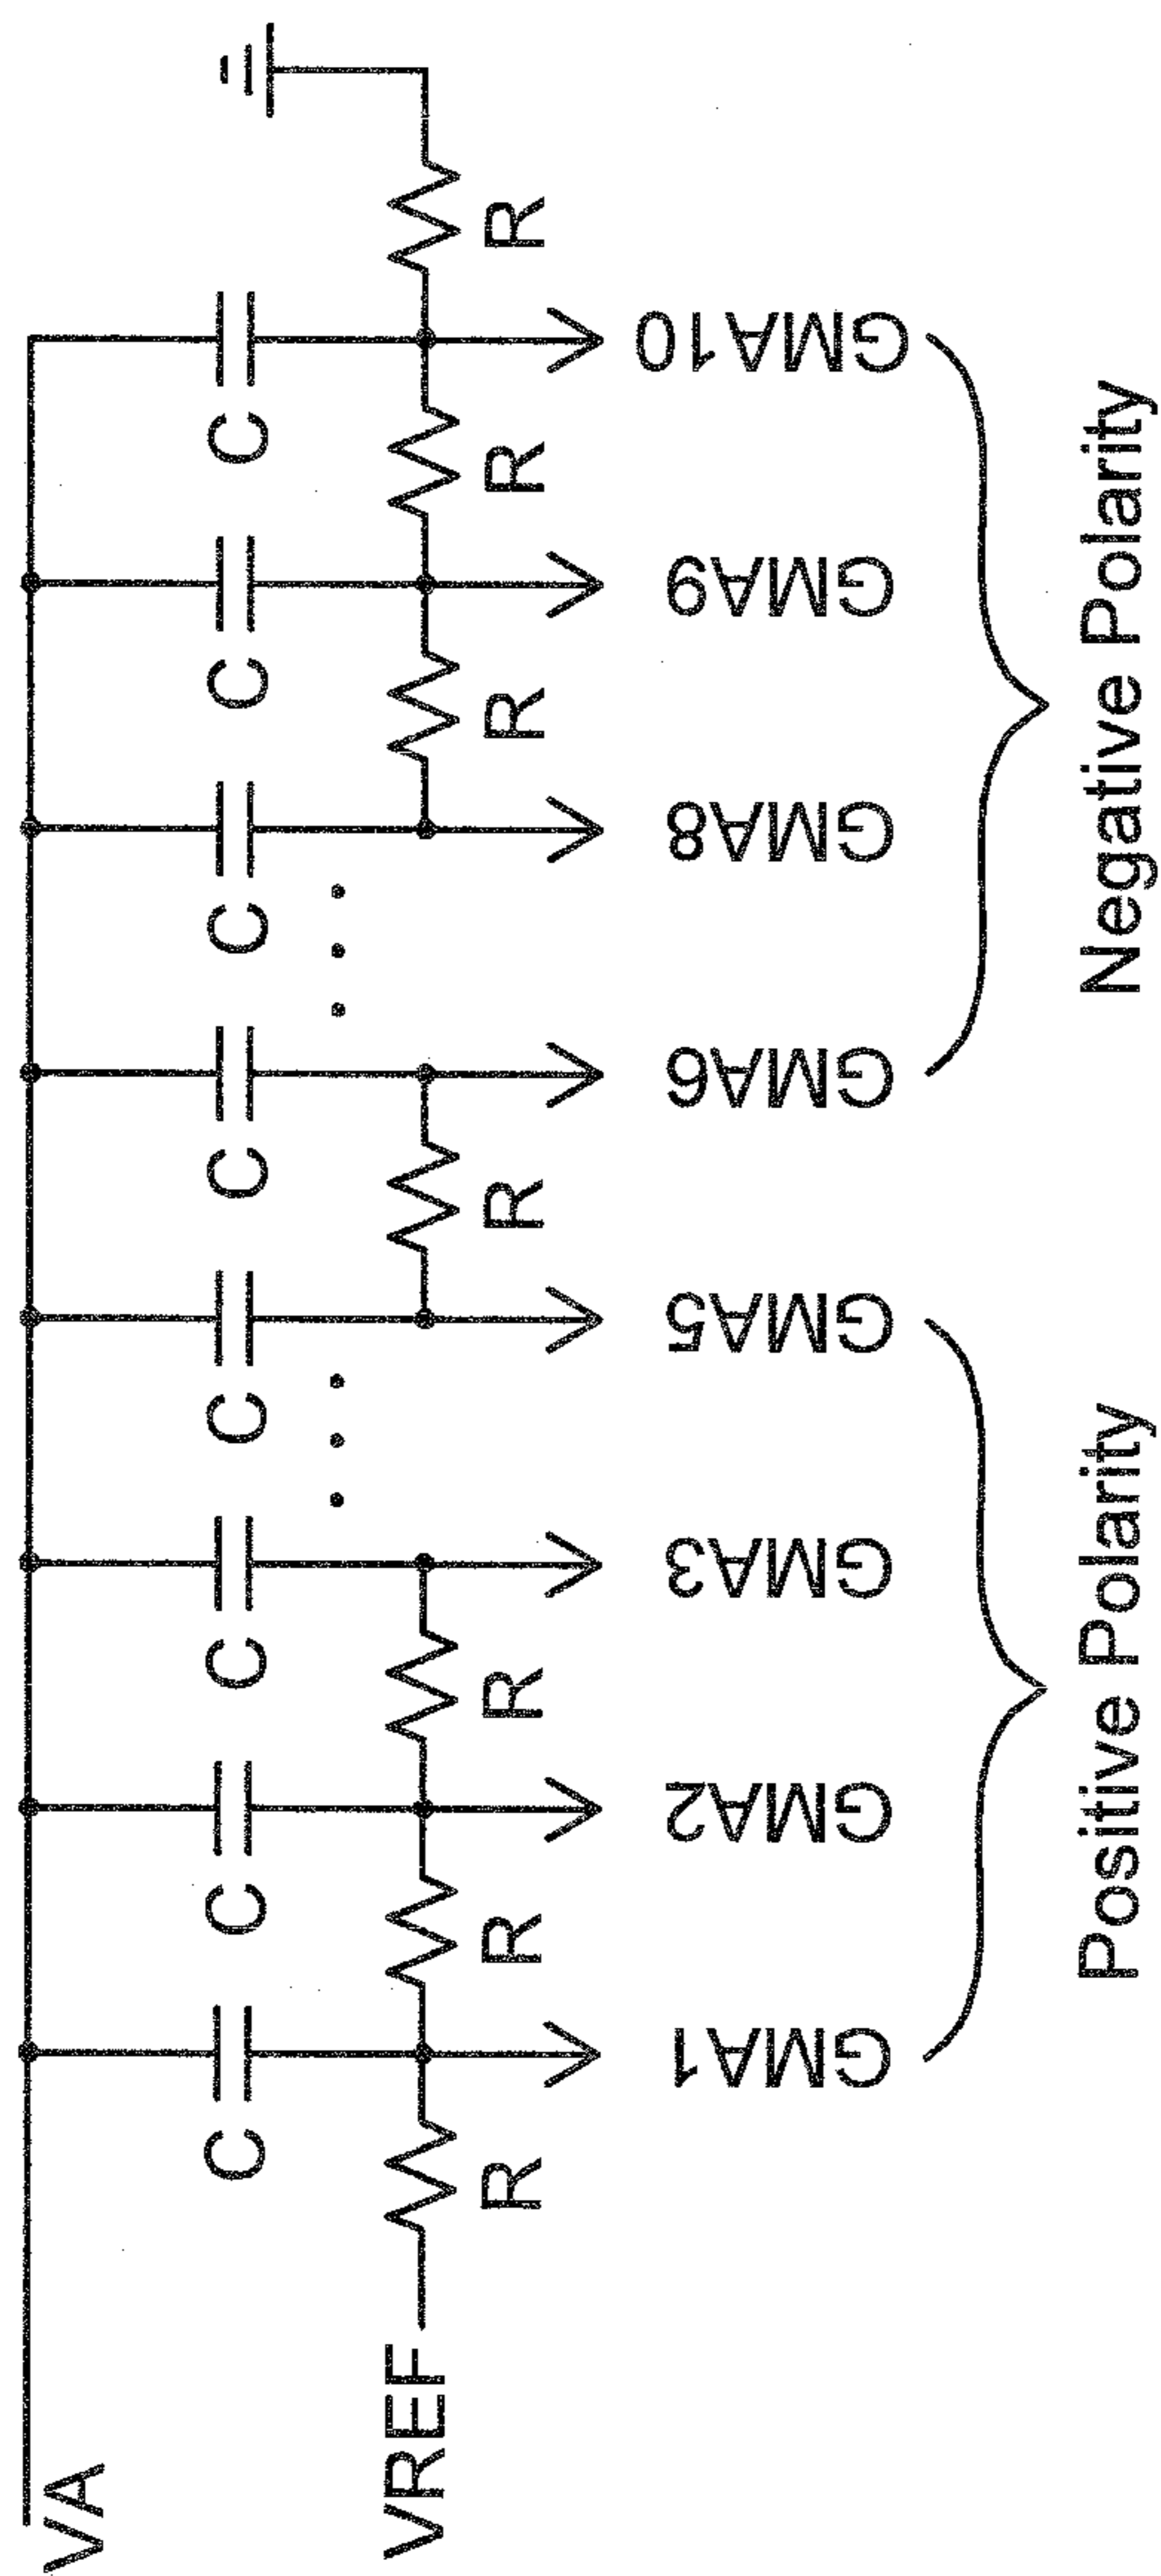 VA
C
C
C
C
C
C
C
C
VREF
R
R
R
R
R
R
R
GMA1
GMA2
GMA3
GMA5
GMA6
GMA8
GMA9
GMA10
Positive Polarity
Negative Polarity